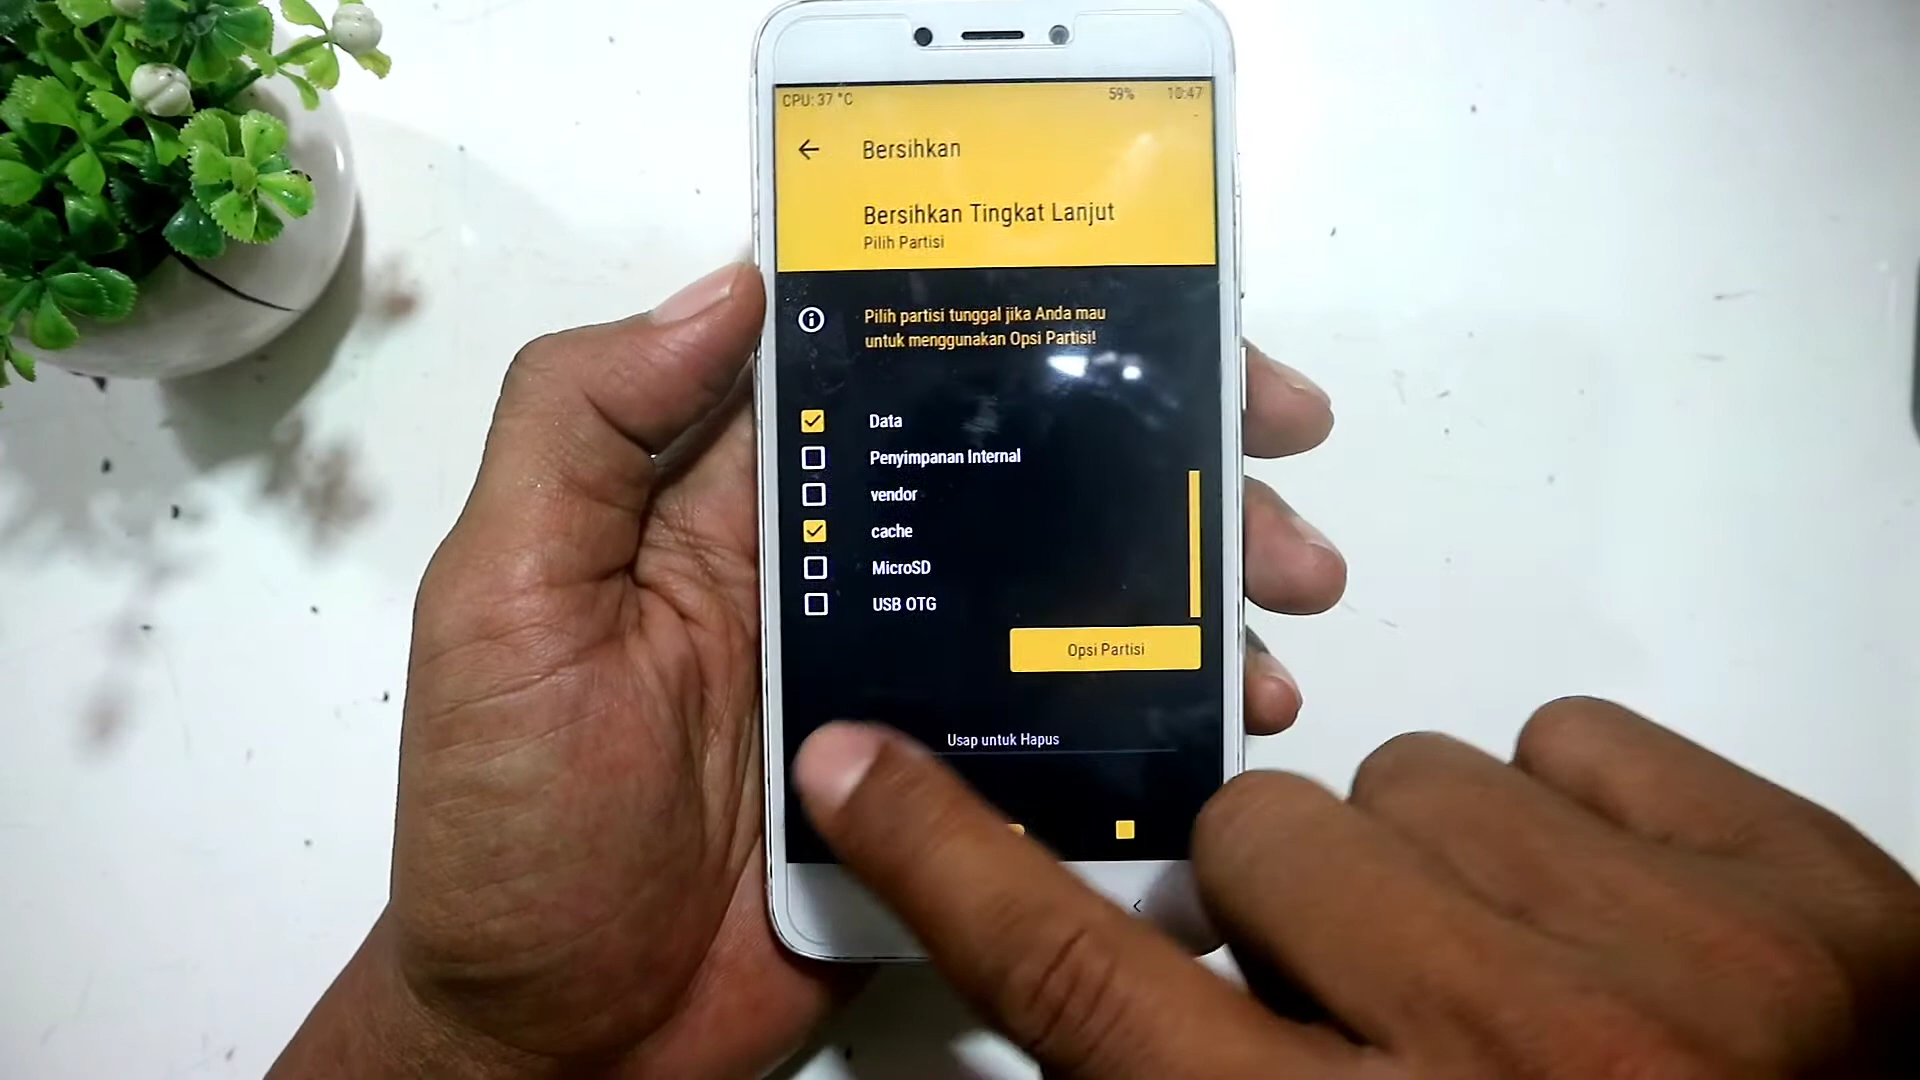 CPU: 37 °C 59% 10:47
Bersihkan
Bersihkan Tingkat Lanjut
Pilih Partisi
Pilih partisi tunggal jika Anda mau
untuk menggunakan Opsi Partisi!
Data
Penyimpanan Internal
vendor
cache
MicroSD
USB OTG
Opsi Partisi
Usap untuk Hapus